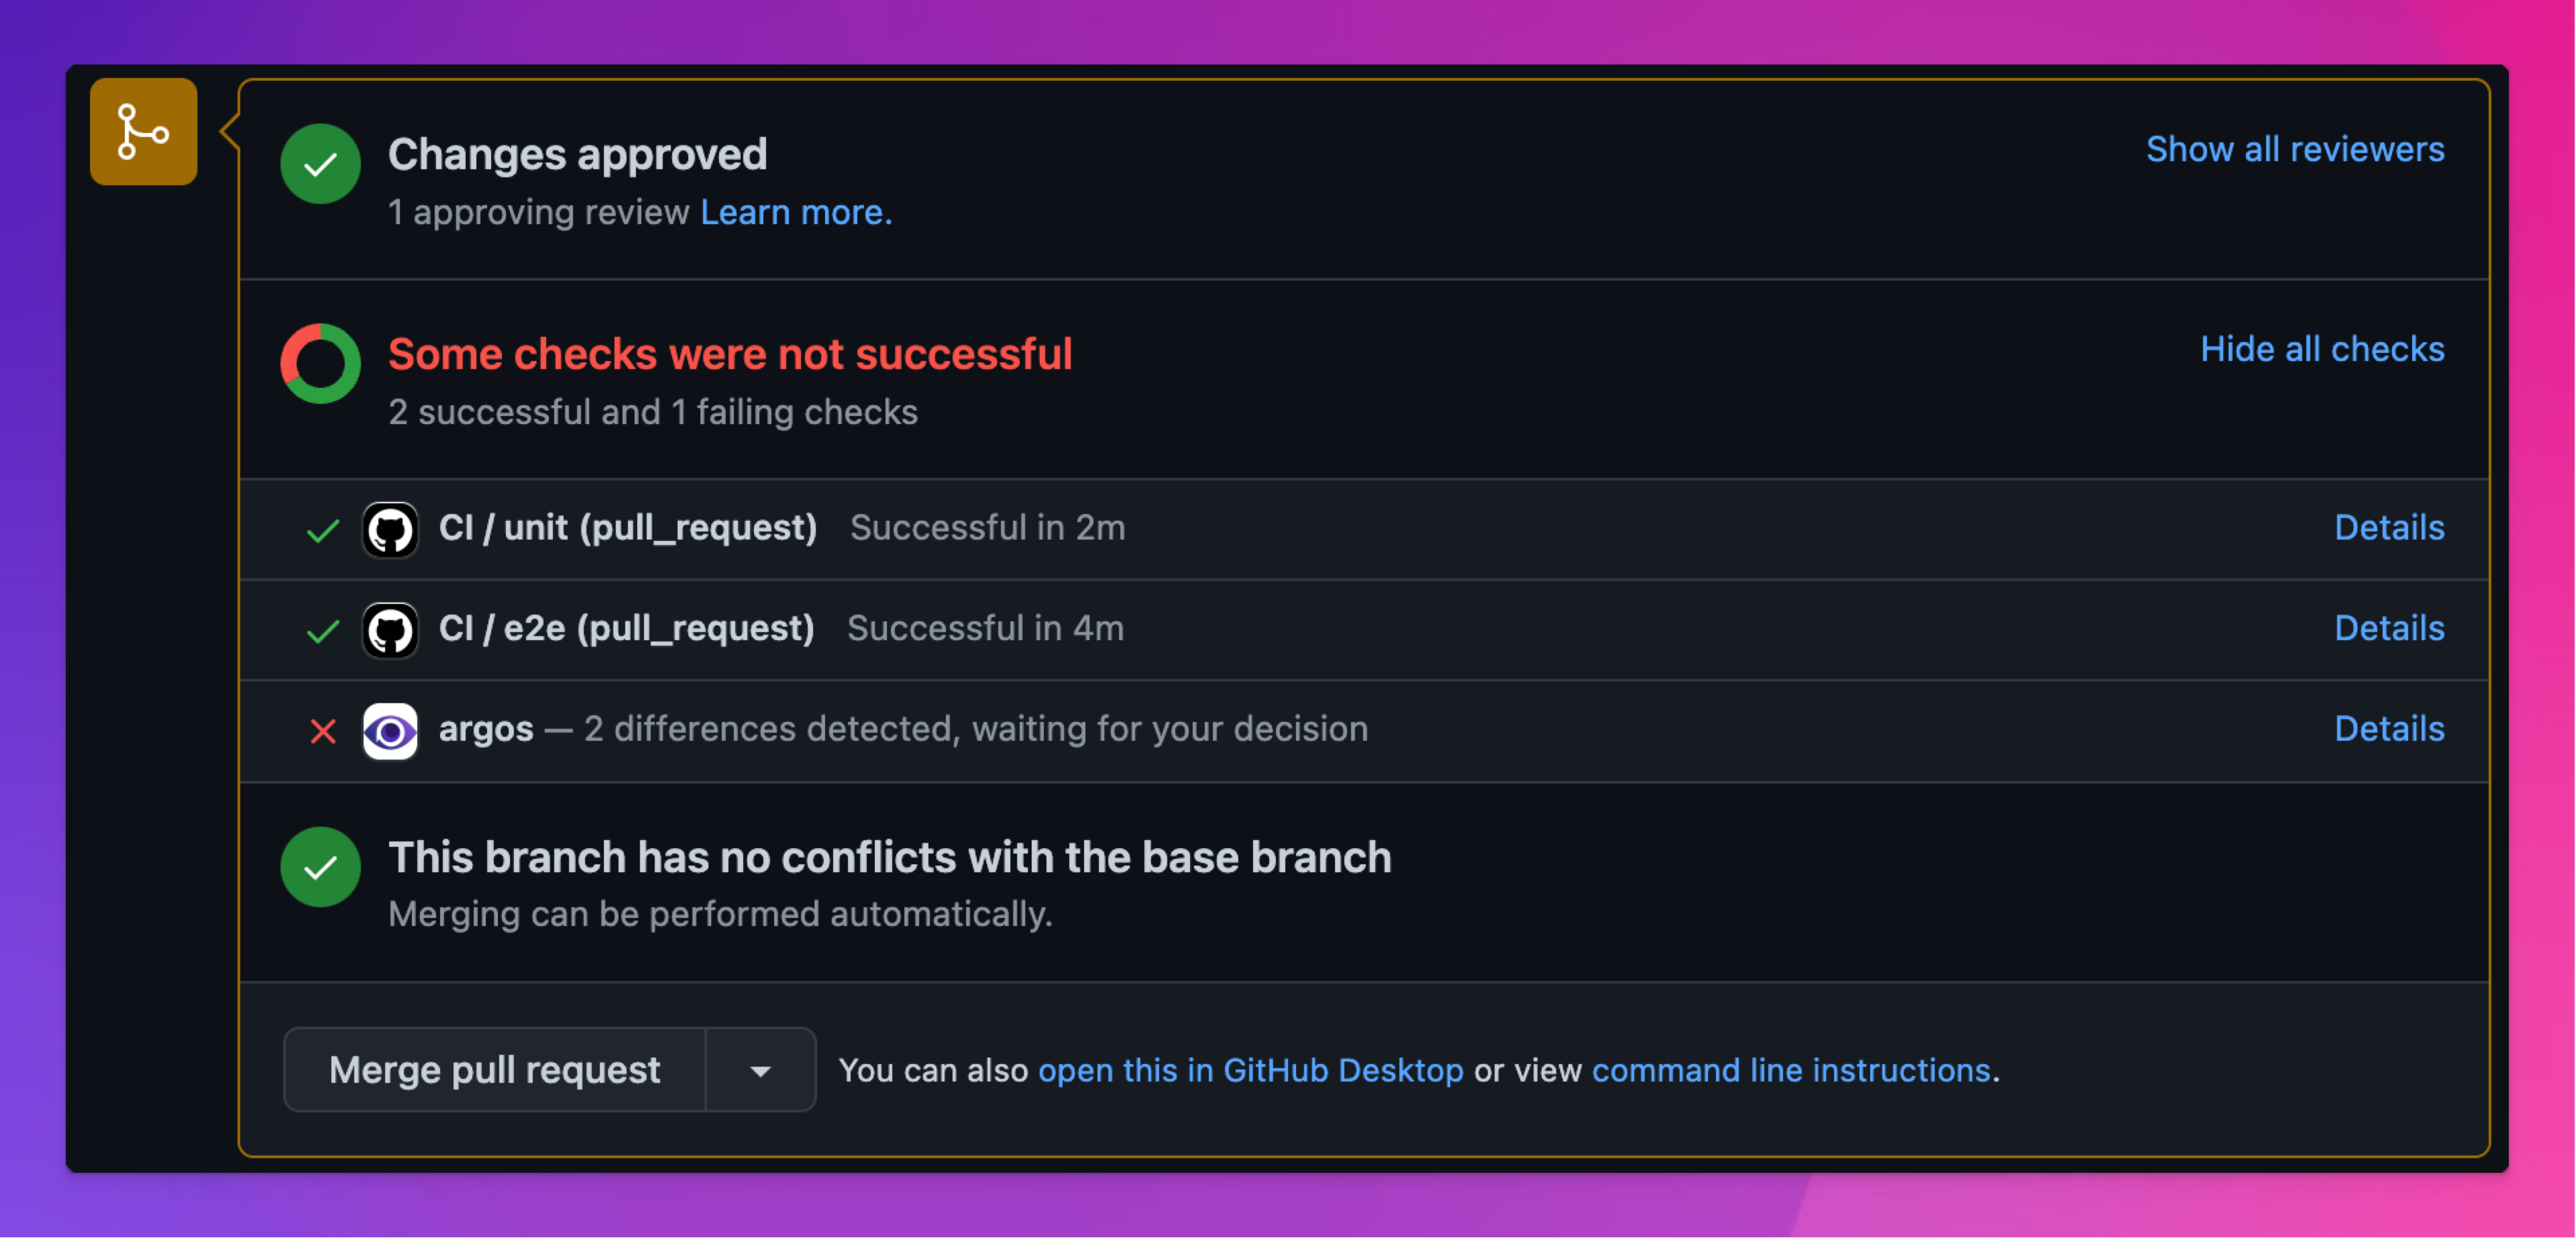 Changes approved
Show all reviewers
1 approving review Learn more.
Some checks were not successful
Hide all checks
2 successful and 1 failing checks
CI / unit (pull_request) Successful in 2m
Details
CI / e2e (pull_request) Successful in 4m
Details
argos — 2 differences detected, waiting for your decision
Details
This branch has no conflicts with the base branch
Merging can be performed automatically.
Merge pull request
You can also open this in GitHub Desktop or view command line instructions.